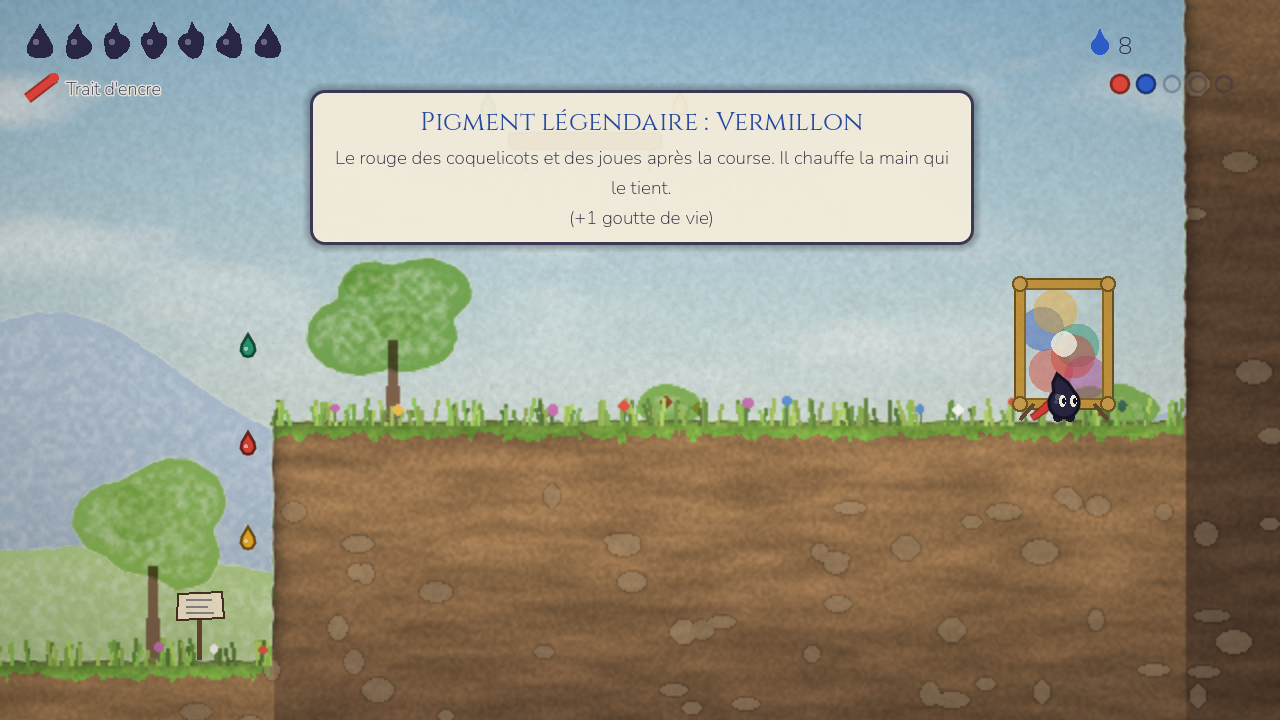 8
Trait d'encre
Pigment légendaire : Vermillon
Le rouge des coquelicots et des joues après la course. Il chauffe la main qui
le tient.
(+1 goutte de vie)